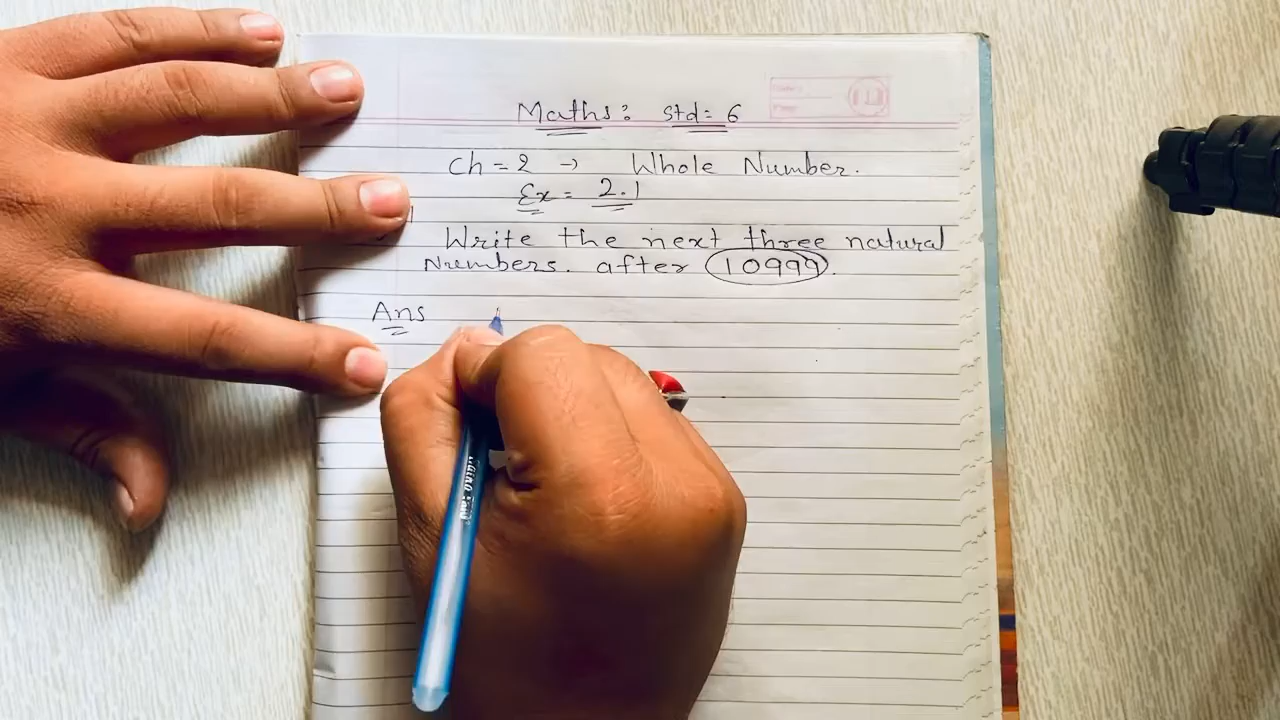 Maths: Std= 6
Ch = 2 → Whole Number.
Ex = 2.1
Write the next three natural
Numbers. after 10999.
Ans